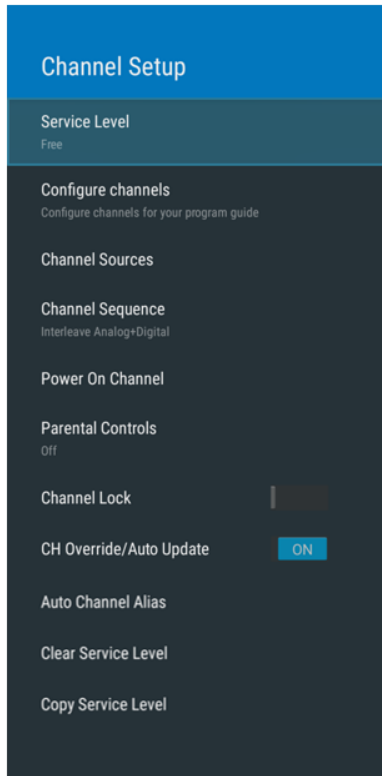 Channel Setup
Service Level
Free
Configure channels
Configure channels for your program guide
Channel Sources
Channel Sequence
Interleave Analog+Digital
Power On Channel
Parental Controls
Off
Channel Lock
CH Override/Auto Update ON
Auto Channel Alias
Clear Service Level
Copy Service Level